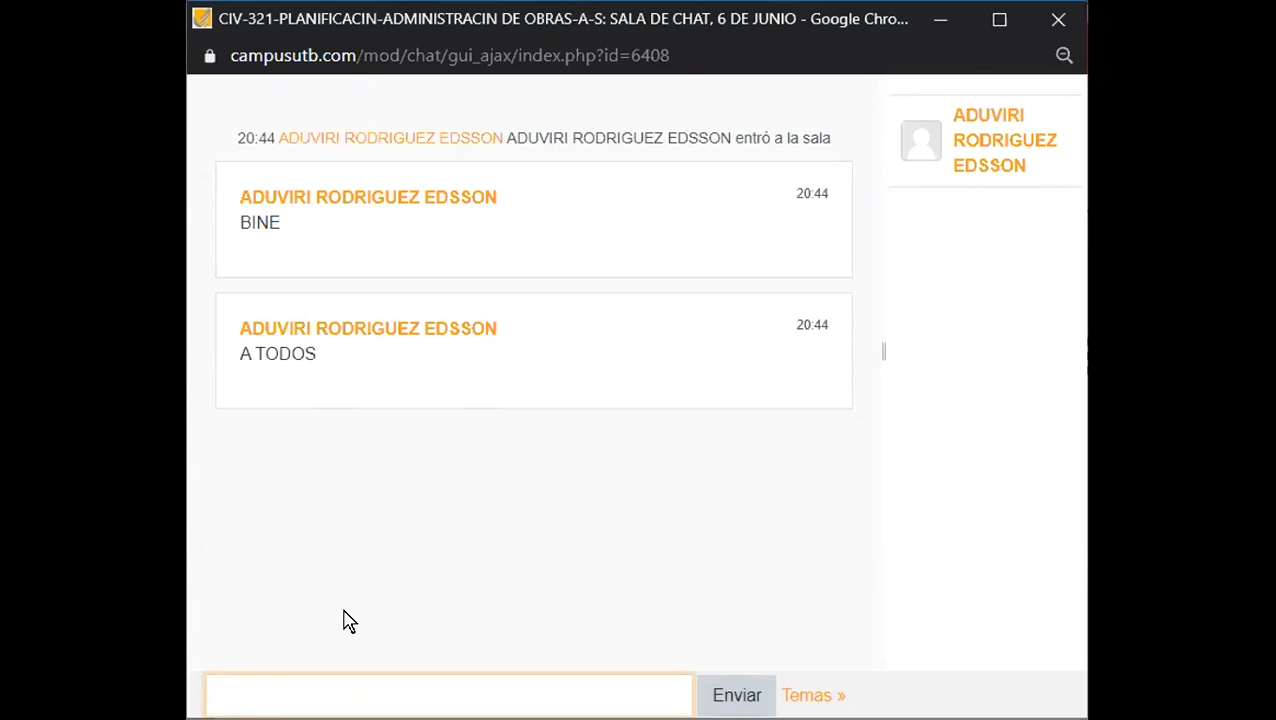 CIV-321-PLANIFICACIN-ADMINISTRACIN DE OBRAS-A-S: SALA DE CHAT, 6 DE JUNIO - Google Chro...
campusutb.com/mod/chat/gui_ajax/index.php?id=6408
20:44 ADUVIRI RODRIGUEZ EDSSON ADUVIRI RODRIGUEZ EDSSON entró a la sala
ADUVIRI RODRIGUEZ EDSSON 20:44
BINE
ADUVIRI RODRIGUEZ EDSSON 20:44
A TODOS
Enviar Temas »
ADUVIRI
RODRIGUEZ
EDSSON